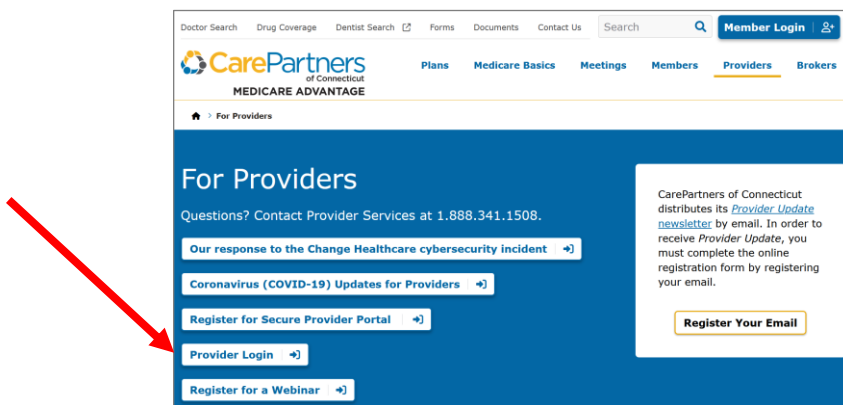 Doctor Search Drug Coverage Dentist Search Forms Documents Contact Us Search Member Login
CarePartners
of Connecticut
MEDICARE ADVANTAGE
Plans Medicare Basics Meetings Members Providers Brokers
> For Providers
For Providers
Questions? Contact Provider Services at 1.888.341.1508.
Our response to the Change Healthcare cybersecurity incident
Coronavirus (COVID-19) Updates for Providers
Register for Secure Provider Portal
Provider Login
Register for a Webinar
CarePartners of Connecticut
distributes its Provider Update
newsletter by email. In order to
receive Provider Update, you
must complete the online
registration form by registering
your email.
Register Your Email